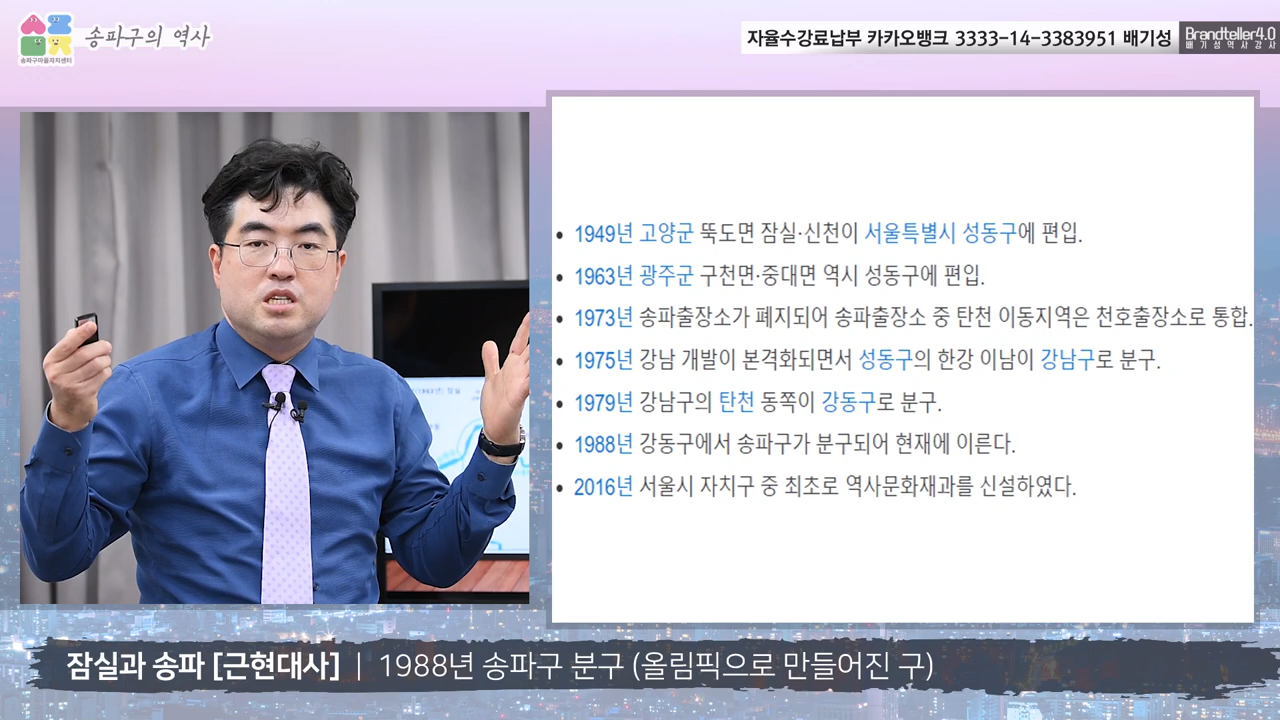 송파구의 역사
송파구마을자치센터
자율수강료납부 카카오뱅크 3333-14-3383951 배기성
Brandteller4.0
배기성역사강사
• 1949년 고양군 뚝도면 잠실·신천이 서울특별시 성동구에 편입.
• 1963년 광주군 구천면·중대면 역시 성동구에 편입.
• 1973년 송파출장소가 폐지되어 송파출장소 중 탄천 이동지역은 천호출장소로 통합.
• 1975년 강남 개발이 본격화되면서 성동구의 한강 이남이 강남구로 분구.
• 1979년 강남구의 탄천 동쪽이 강동구로 분구.
• 1988년 강동구에서 송파구가 분구되어 현재에 이른다.
• 2016년 서울시 자치구 중 최초로 역사문화재과를 신설하였다.
잠실과 송파 [근현대사] | 1988년 송파구 분구 (올림픽으로 만들어진 구)